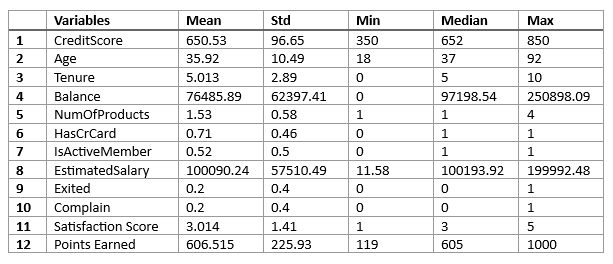 Variables Mean Std Min Median Max
1 CreditScore 650.53 96.65 350 652 850
2 Age 35.92 10.49 18 37 92
3 Tenure 5.013 2.89 0 5 10
4 Balance 76485.89 62397.41 0 97198.54 250898.09
5 NumOfProducts 1.53 0.58 1 1 4
6 HasCrCard 0.71 0.46 0 1 1
7 IsActiveMember 0.52 0.5 0 1 1
8 EstimatedSalary 100090.24 57510.49 11.58 100193.92 199992.48
9 Exited 0.2 0.4 0 0 1
10 Complain 0.2 0.4 0 0 1
11 Satisfaction Score 3.014 1.41 1 3 5
12 Points Earned 606.515 225.93 119 605 1000